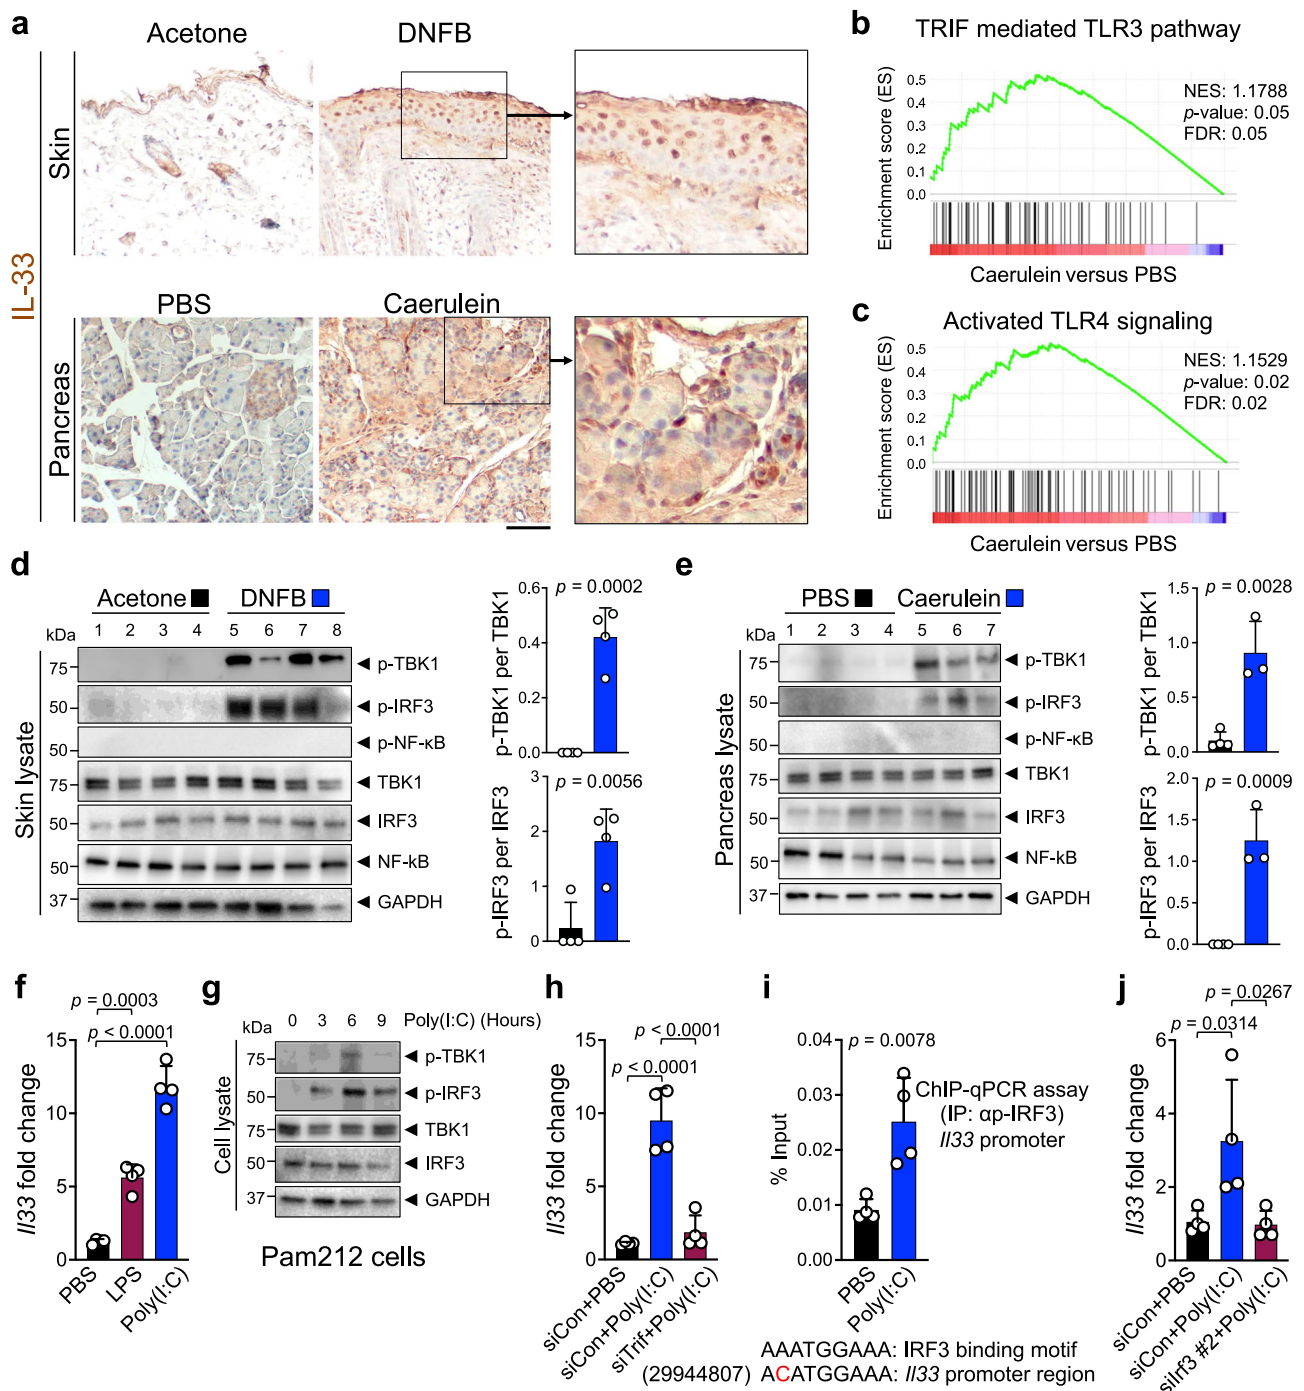 a
Acetone
DNFB
Skin
IL-33
PBS
Caerulein
Pancreas
b
TRIF mediated TLR3 pathway
Enrichment score (ES)
0.5
0.4
0.3
0.2
0.1
0.0
NES: 1.1788
p-value: 0.05
FDR: 0.05
Caerulein versus PBS
c
Activated TLR4 signaling
Enrichment score (ES)
0.5
0.4
0.3
0.2
0.1
0.0
NES: 1.1529
p-value: 0.02
FDR: 0.02
Caerulein versus PBS
d
Acetone
DNFB
kDa
1 2 3 4 5 6 7 8
Skin lysate
75 p-TBK1
50 p-IRF3
50 p-NF-κB
75 TBK1
50 IRF3
50 NF-kB
37 GAPDH
p-TBK1 per TBK1
p = 0.0002
0.6
0.4
0.2
0.0
p-IRF3 per IRF3
p = 0.0056
3
2
1
0
e
PBS
Caerulein
kDa
1 2 3 4 5 6 7
Pancreas lysate
75 p-TBK1
50 p-IRF3
50 p-NF-κB
75 TBK1
50 IRF3
50 NF-kB
37 GAPDH
p-TBK1 per TBK1
p = 0.0028
1.5
1.0
0.5
0.0
p-IRF3 per IRF3
p = 0.0009
2.0
1.5
1.0
0.5
0.0
f
p = 0.0003
p < 0.0001
Il33 fold change
15
10
5
0
PBS
LPS
Poly(I:C)
g
kDa
0 3 6 9 Poly(I:C) (Hours)
Cell lysate
75 p-TBK1
50 p-IRF3
75 TBK1
50 IRF3
37 GAPDH
Pam212 cells
h
p < 0.0001
p < 0.0001
Il33 fold change
15
10
5
0
siCon+PBS
siCon+Poly(I:C)
siTrif+Poly(I:C)
i
p = 0.0078
% Input
0.04
0.03
0.02
0.01
0.00
PBS
Poly(I:C)
ChIP-qPCR assay
(IP: αp-IRF3)
Il33 promoter
AAATGGAAA: IRF3 binding motif
(29944807) ACATGGAAA: Il33 promoter region
j
p = 0.0267
p = 0.0314
Il33 fold change
6
4
2
0
siCon+PBS
siCon+Poly(I:C)
siIrf3 #2+Poly(I:C)